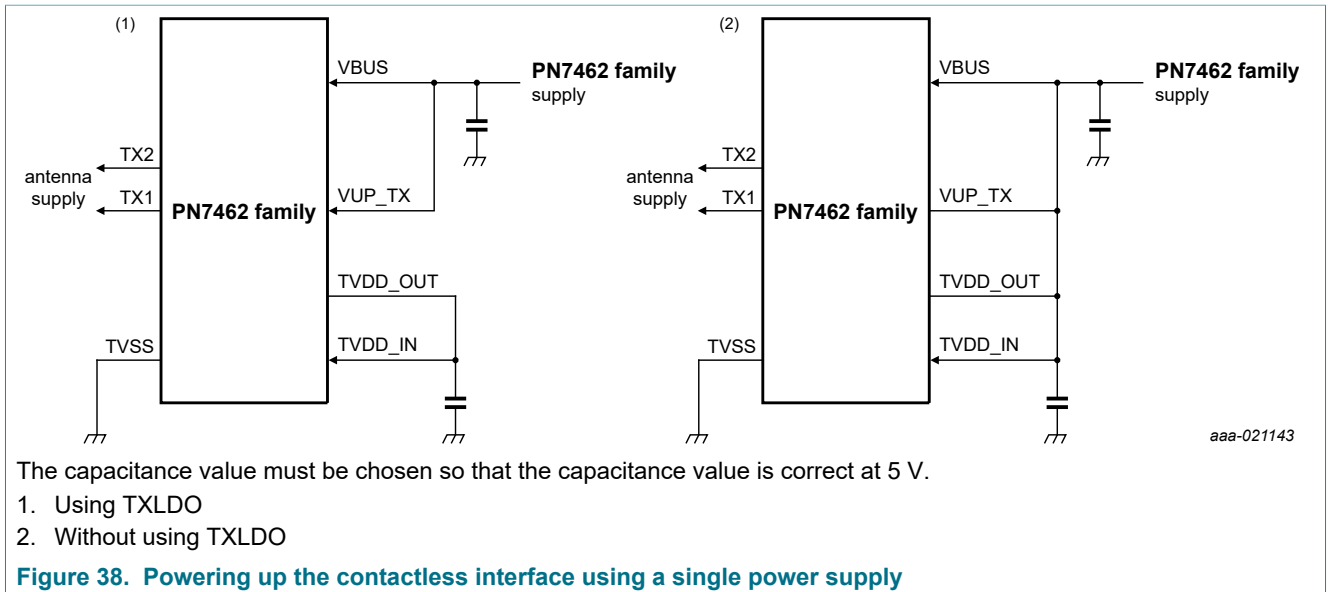 (1)
VBUS
PN7462 family
supply
TX2
antenna
supply
TX1
PN7462 family
VUP_TX
TVDD_OUT
TVSS
TVDD_IN
(2)
VBUS
PN7462 family
supply
TX2
antenna
supply
TX1
PN7462 family
VUP_TX
TVDD_OUT
TVSS
TVDD_IN
aaa-021143
The capacitance value must be chosen so that the capacitance value is correct at 5 V.
1. Using TXLDO
2. Without using TXLDO
Figure 38. Powering up the contactless interface using a single power supply